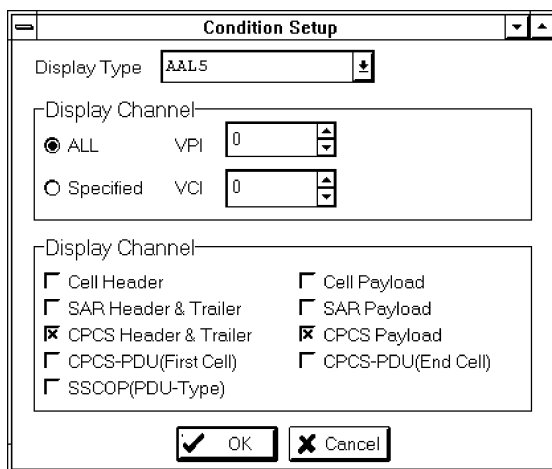 Condition Setup
Display Type AAL5
Display Channel
ALL VPI 0
Specified VCI 0
Display Channel
Cell Header Cell Payload
SAR Header & Trailer SAR Payload
CPCS Header & Trailer CPCS Payload
CPCS-PDU(First Cell) CPCS-PDU(End Cell)
SSCOP(PDU-Type)
OK Cancel